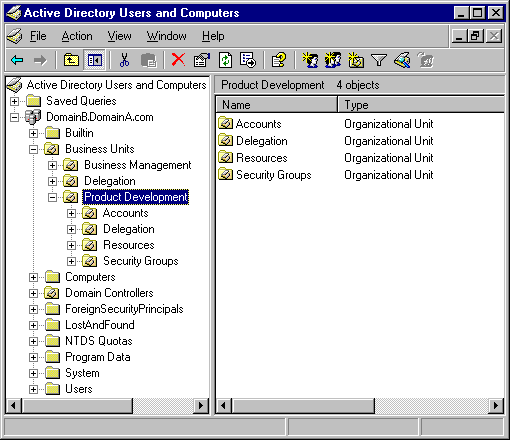 Active Directory Users and Computers
File Action View Window Help
Active Directory Users and Computers
Saved Queries
DomainB.DomainA.com
Builtin
Business Units
Business Management
Delegation
Product Development
Accounts
Delegation
Resources
Security Groups
Computers
Domain Controllers
ForeignSecurityPrincipals
LostAndFound
NTDS Quotas
Program Data
System
Users
Product Development 4 objects
Name Type
Accounts Organizational Unit
Delegation Organizational Unit
Resources Organizational Unit
Security Groups Organizational Unit